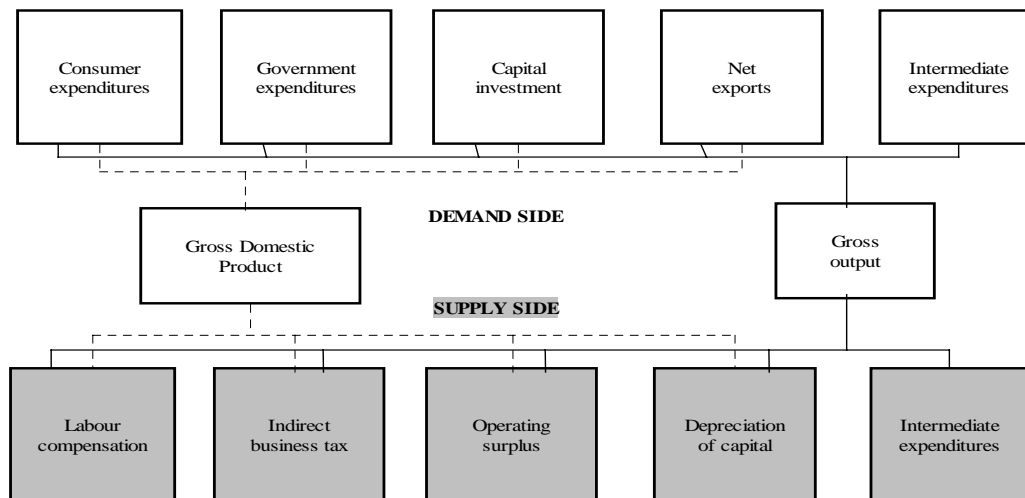 Consumer
expenditures
Government
expenditures
Capital
investment
Net
exports
Intermediate
expenditures
DEMAND SIDE
Gross Domestic
Product
Gross
output
SUPPLY SIDE
Labour
compensation
Indirect
business tax
Operating
surplus
Depreciation
of capital
Intermediate
expenditures